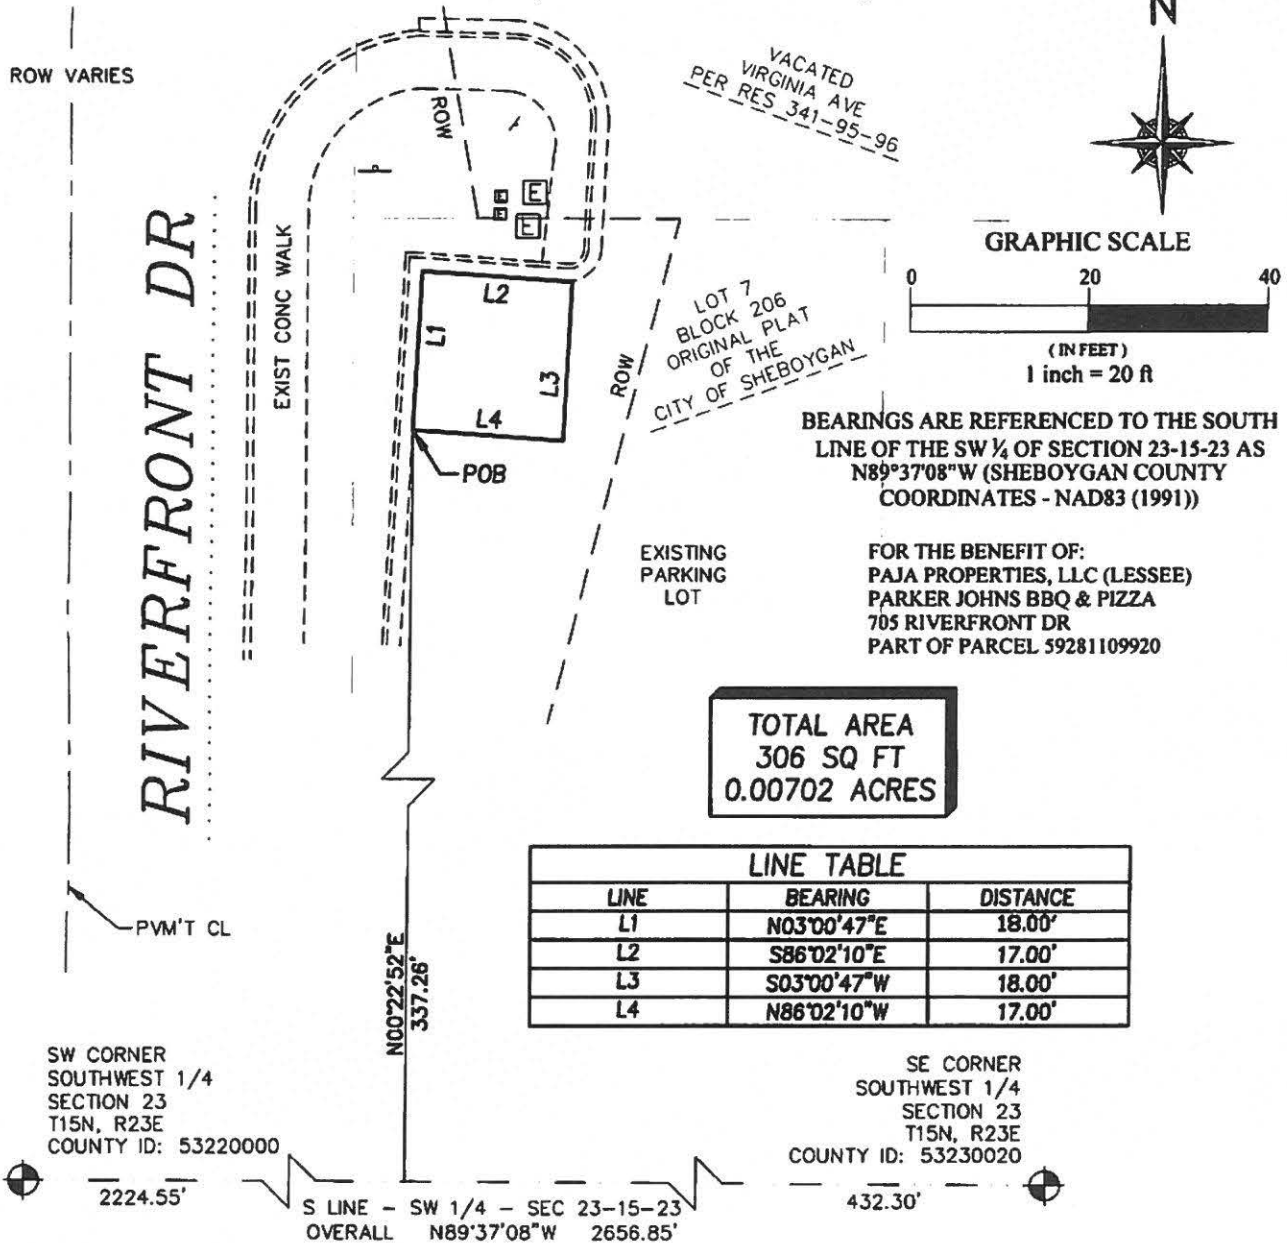 N
ROW VARIES
VACATED
VIRGINIA AVE
PER RES 341-95-96
ROW
E
E
E
E
GRAPHIC SCALE
0 20 40
(IN FEET)
1 inch = 20 ft
RIVERFRONT DR
EXIST CONC WALK
L2
L1
L3
L4
POB
LOT 7
BLOCK 206
ORIGINAL PLAT
OF THE
CITY OF SHEBOYGAN
ROW
BEARINGS ARE REFERENCED TO THE SOUTH
LINE OF THE SW ¼ OF SECTION 23-15-23 AS
N89°37'08"W (SHEBOYGAN COUNTY
COORDINATES - NAD83 (1991))
EXISTING
PARKING
LOT
FOR THE BENEFIT OF:
PAJA PROPERTIES, LLC (LESSEE)
PARKER JOHNS BBQ & PIZZA
705 RIVERFRONT DR
PART OF PARCEL 59281109920
TOTAL AREA
306 SQ FT
0.00702 ACRES
LINE TABLE
LINE BEARING DISTANCE
L1 N03°00'47"E 18.00'
L2 S86°02'10"E 17.00'
L3 S03°00'47"W 18.00'
L4 N86°02'10"W 17.00'
PVM'T CL
N00°22'52"E
337.26'
SW CORNER
SOUTHWEST 1/4
SECTION 23
T15N, R23E
COUNTY ID: 53220000
SE CORNER
SOUTHWEST 1/4
SECTION 23
T15N, R23E
COUNTY ID: 53230020
2224.55'
S LINE - SW 1/4 - SEC 23-15-23
OVERALL N89°37'08"W 2656.85'
432.30'